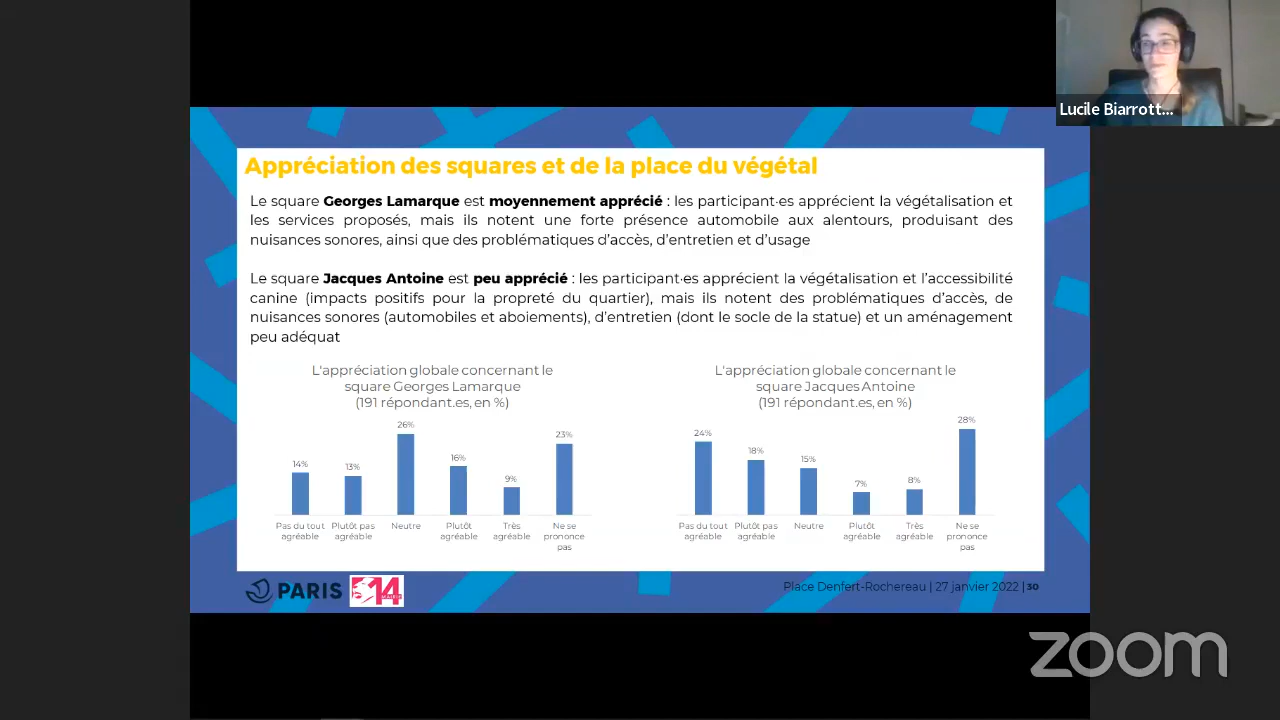 Lucile Biarrott...
Appréciation des squares et de la place du végétal
Le square Georges Lamarque est moyennement apprécié : les participant·es apprécient la végétalisation et
les services proposés, mais ils notent une forte présence automobile aux alentours, produisant des
nuisances sonores, ainsi que des problématiques d'accès, d'entretien et d'usage
Le square Jacques Antoine est peu apprécié : les participant·es apprécient la végétalisation et l'accessibilité
canine (impacts positifs pour la propreté du quartier), mais ils notent des problématiques d'accès, de
nuisances sonores (automobiles et aboiements), d'entretien (dont le socle de la statue) et un aménagement
peu adéquat
L'appréciation globale concernant le
square Georges Lamarque
(191 répondant.es, en %)
14%
13%
26%
16%
9%
23%
Pas du tout
agréable
Plutôt pas
agréable
Neutre
Plutôt
agréable
Très
agréable
Ne se
prononce
pas
L'appréciation globale concernant le
square Jacques Antoine
(191 répondant.es, en %)
24%
18%
15%
7%
8%
28%
Pas du tout
agréable
Plutôt pas
agréable
Neutre
Plutôt
agréable
Très
agréable
Ne se
prononce
pas
PARIS
14
MAIRIE
Place Denfert-Rochereau | 27 janvier 2022 | 30
zoom